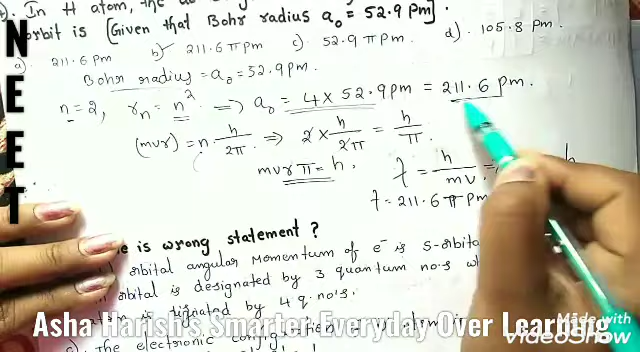 In H atom, the
orbit is [Given that Bohr radius a₀ = 52.9 pm].
a). 211.6 pm b) 211.6 π pm c). 52.9 π pm d). 105.8 pm
Bohr radius = a₀ = 52.9 pm.
n = 2, rₙ = n² ⇒ a₀ = 4 × 52.9 pm = 211.6 pm.
(mvr) = n. h/2π ⇒ 2 × h/2π = h/π.
mvr π = h.
λ = h/mv = h
λ = 211.6 π pm
is wrong statement ?
orbital angular momentum of e⁻ is s-orbital
orbital is designated by 3 quantum no.s
by 4 q. no's.
The electronic
NEET
Asha Harish's Smarter Everyday Over Learning
Made with
VideoShow